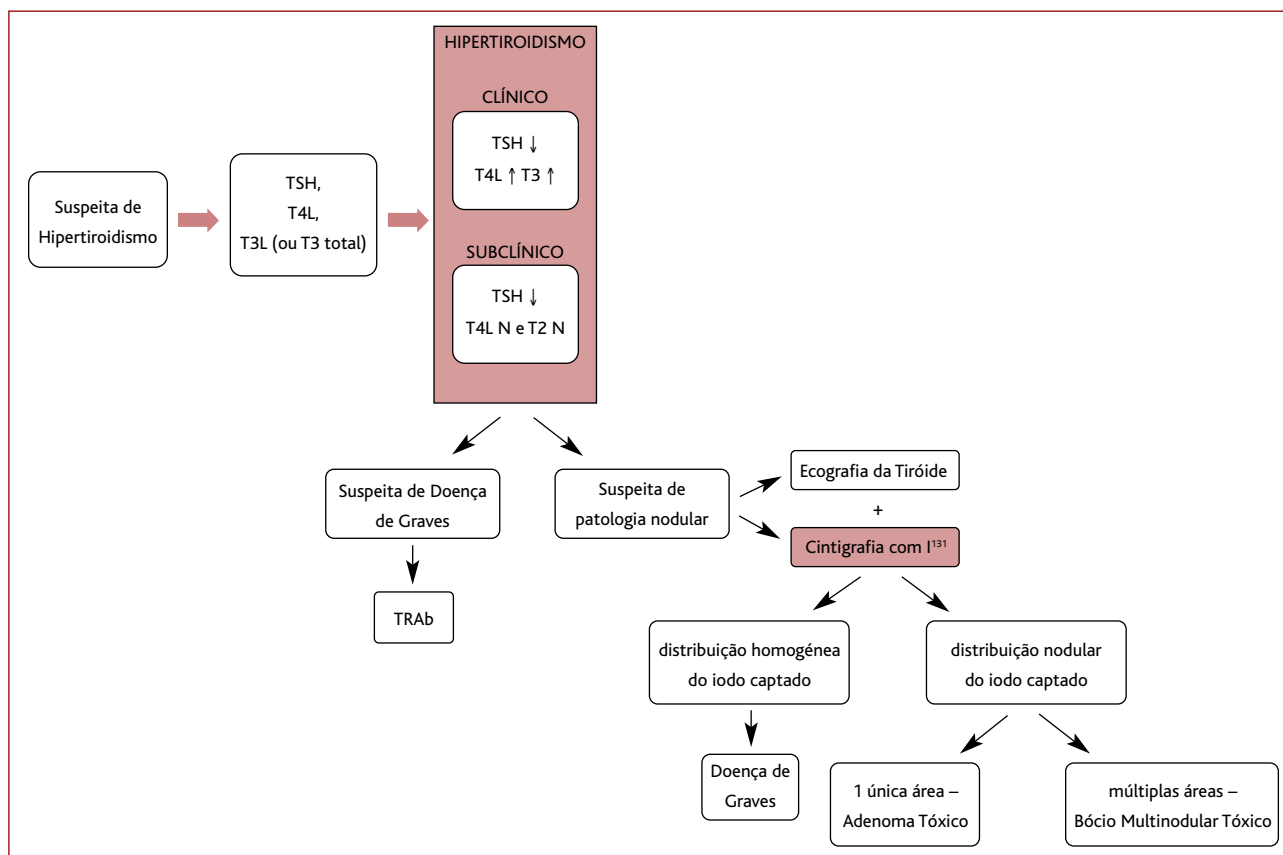 HIPERTIROIDISMO
CLÍNICO
TSH ↓
T4L ↑ T3 ↑
Suspeita de
Hipertiroidismo
TSH,
T4L,
T3L (ou T3 total)
SUBCLÍNICO
TSH ↓
T4L N e T2 N
Suspeita de Doença
de Graves
Suspeita de
patologia nodular
Ecografia da Tiróide
+
Cintigrafia com I¹³¹
TRAb
distribuição homogénea
do iodo captado
distribuição nodular
do iodo captado
Doença de
Graves
1 única área –
Adenoma Tóxico
múltiplas áreas –
Bócio Multinodular Tóxico